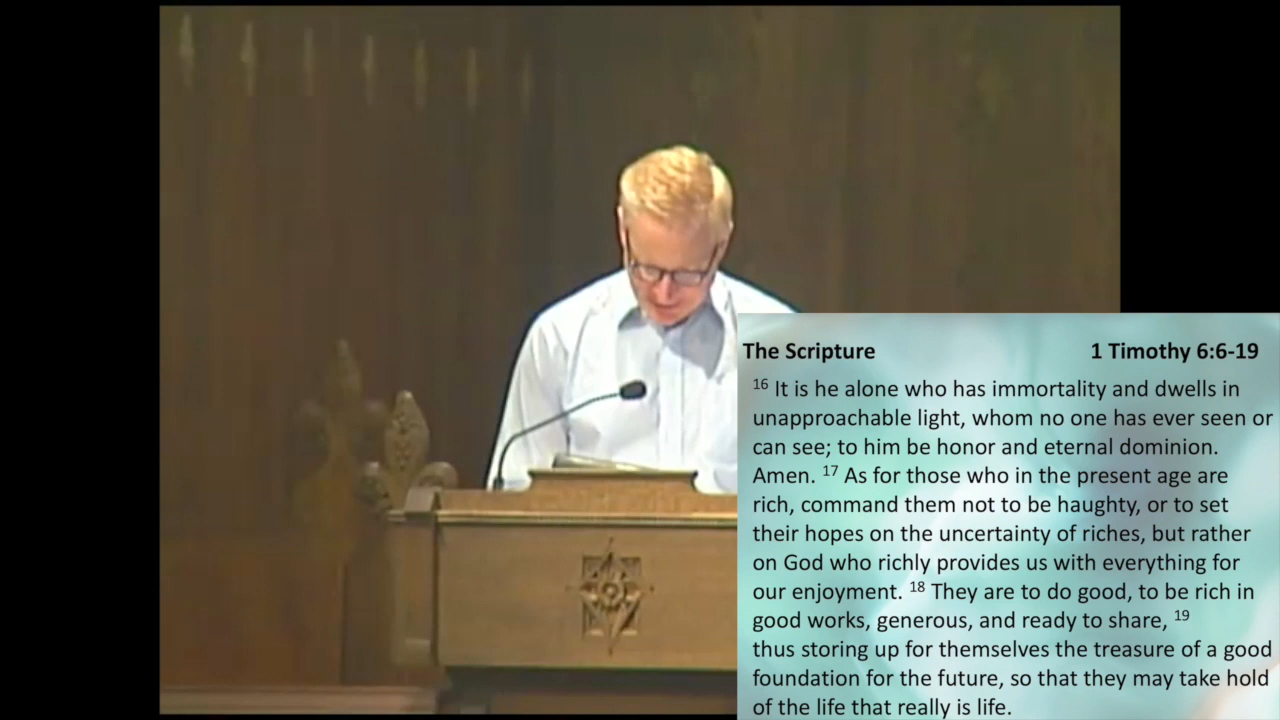 The Scripture 1 Timothy 6:6-19
16 It is he alone who has immortality and dwells in
unapproachable light, whom no one has ever seen or
can see; to him be honor and eternal dominion.
Amen. 17 As for those who in the present age are
rich, command them not to be haughty, or to set
their hopes on the uncertainty of riches, but rather
on God who richly provides us with everything for
our enjoyment. 18 They are to do good, to be rich in
good works, generous, and ready to share, 19
thus storing up for themselves the treasure of a good
foundation for the future, so that they may take hold
of the life that really is life.